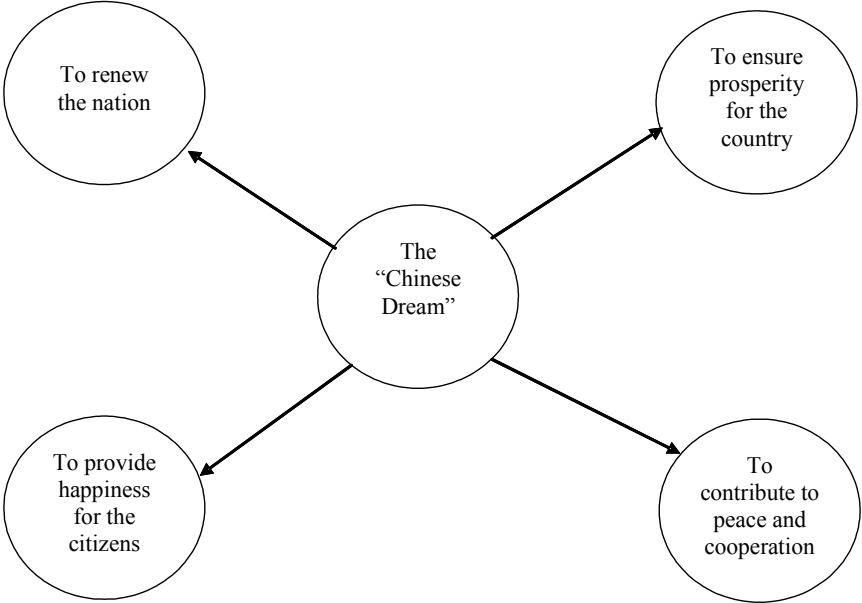 To renew
the nation
To ensure
prosperity
for the
country
The
“Chinese
Dream”
To provide
happiness
for the
citizens
To
contribute to
peace and
cooperation